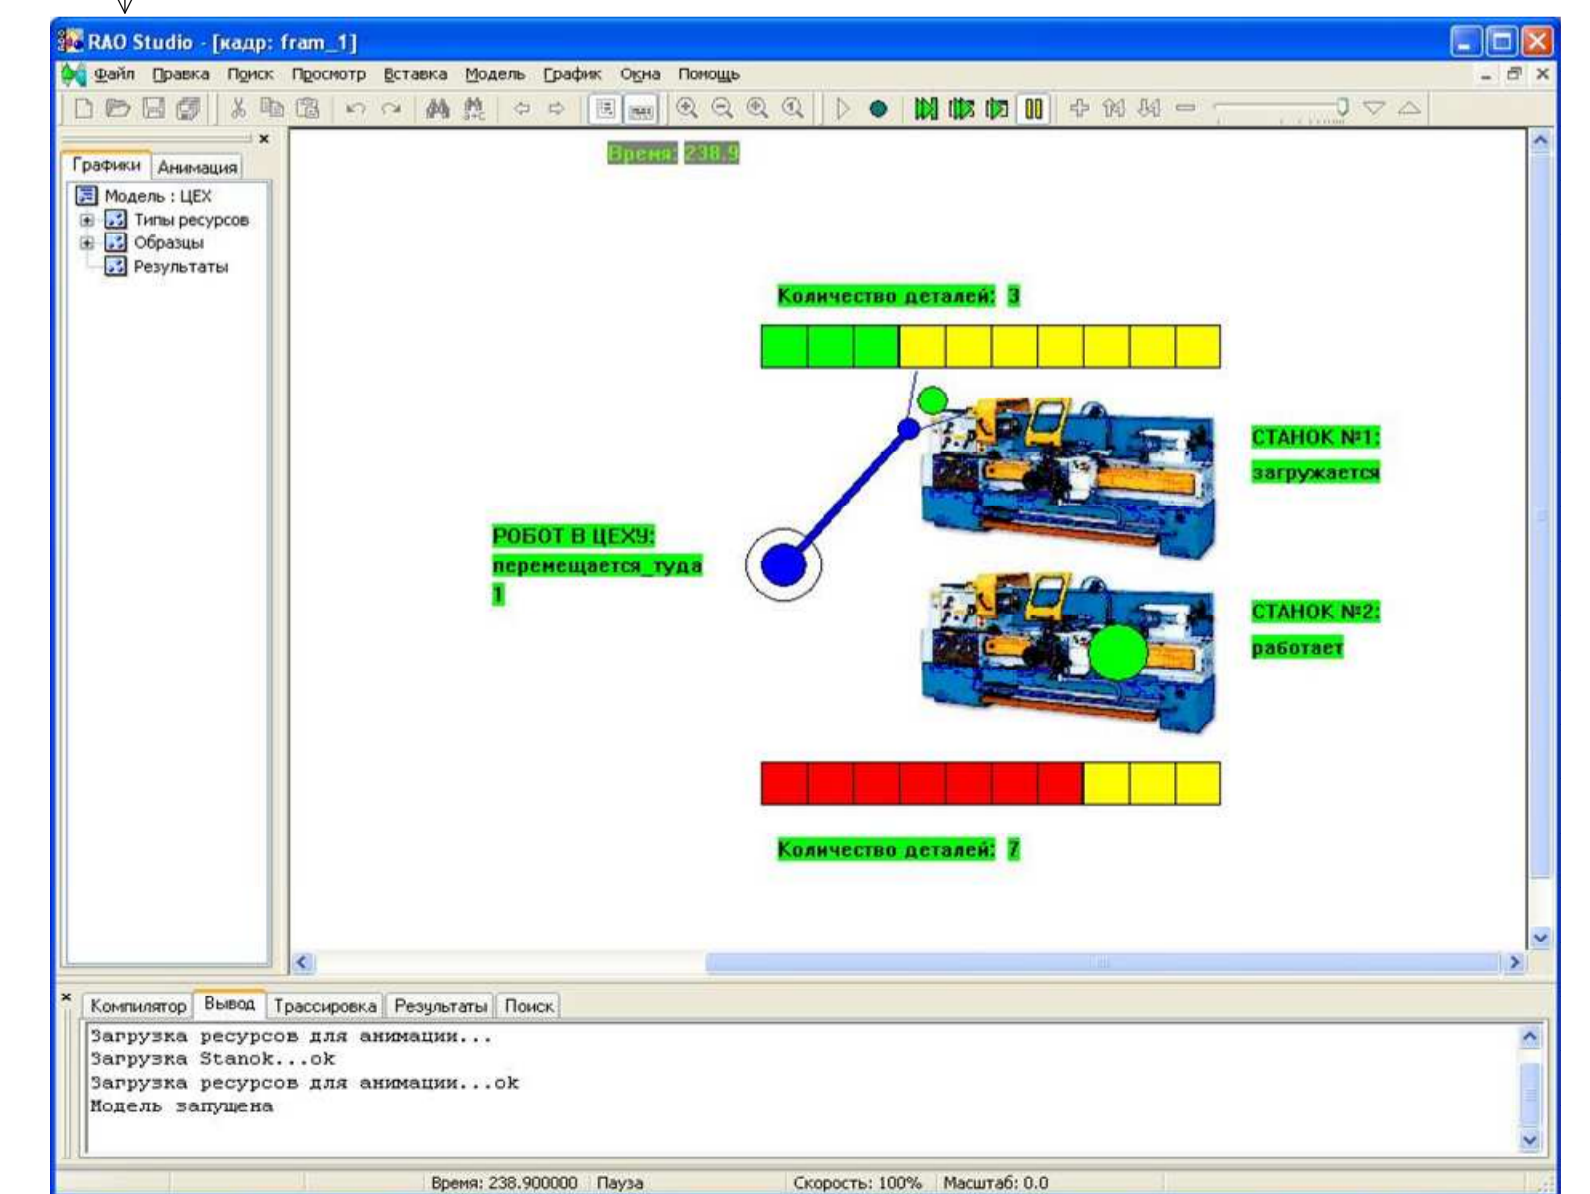 RAO Studio - [кадр: fram_1]
Файл Правка Поиск Просмотр Вставка Модель График Окна Помощь
Графики Анимация
Модель : ЦЕХ
Типы ресурсов
Образцы
Результаты
Время: 238.9
Количество деталей: 3
СТАНОК №1:
загружается
РОБОТ В ЦЕХУ:
перемещается_туда
1
СТАНОК №2:
работает
Количество деталей: 7
Компилятор Вывод Трассировка Результаты Поиск
Загрузка ресурсов для анимации...
Загрузка Stanok...ok
Загрузка ресурсов для анимации...ok
Модель запущена
Время: 238.900000 Пауза Скорость: 100% Масштаб: 0.0